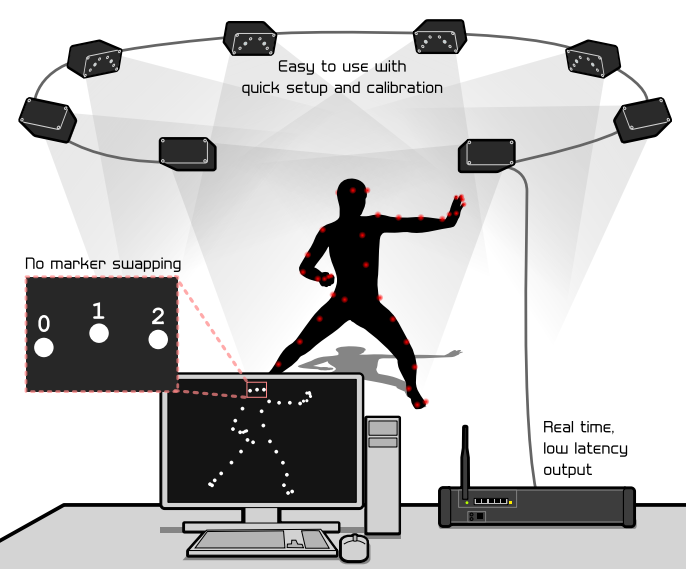 Easy to use with
quick setup and calibration
No marker swapping
0 1 2
Real time,
low latency
output